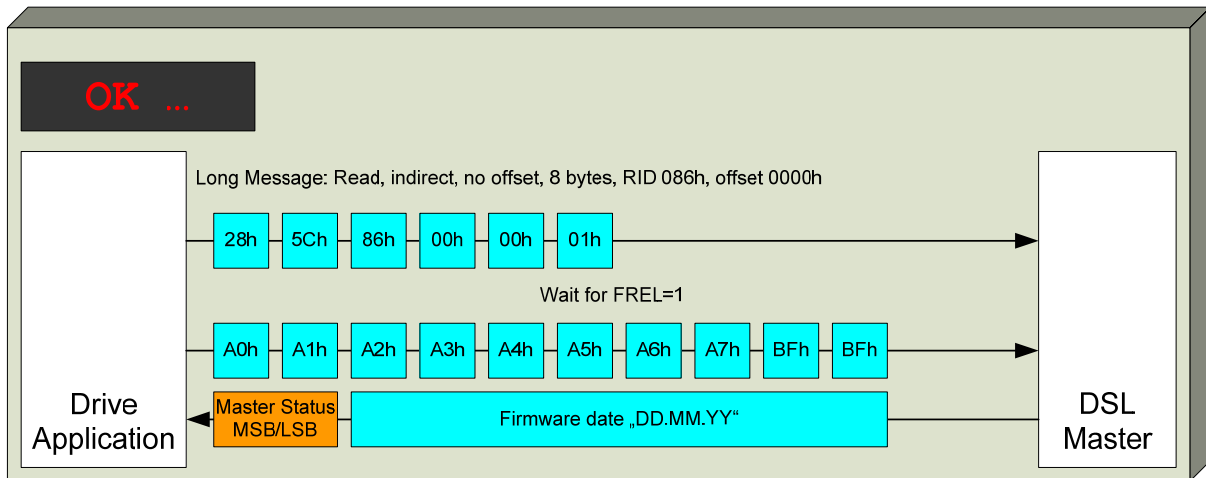 OK ...
Long Message: Read, indirect, no offset, 8 bytes, RID 086h, offset 0000h
28h 5Ch 86h 00h 00h 01h
Wait for FREL=1
A0h A1h A2h A3h A4h A5h A6h A7h BFh BFh
Drive
Application
Master Status
MSB/LSB
Firmware date „DD.MM.YY“
DSL
Master